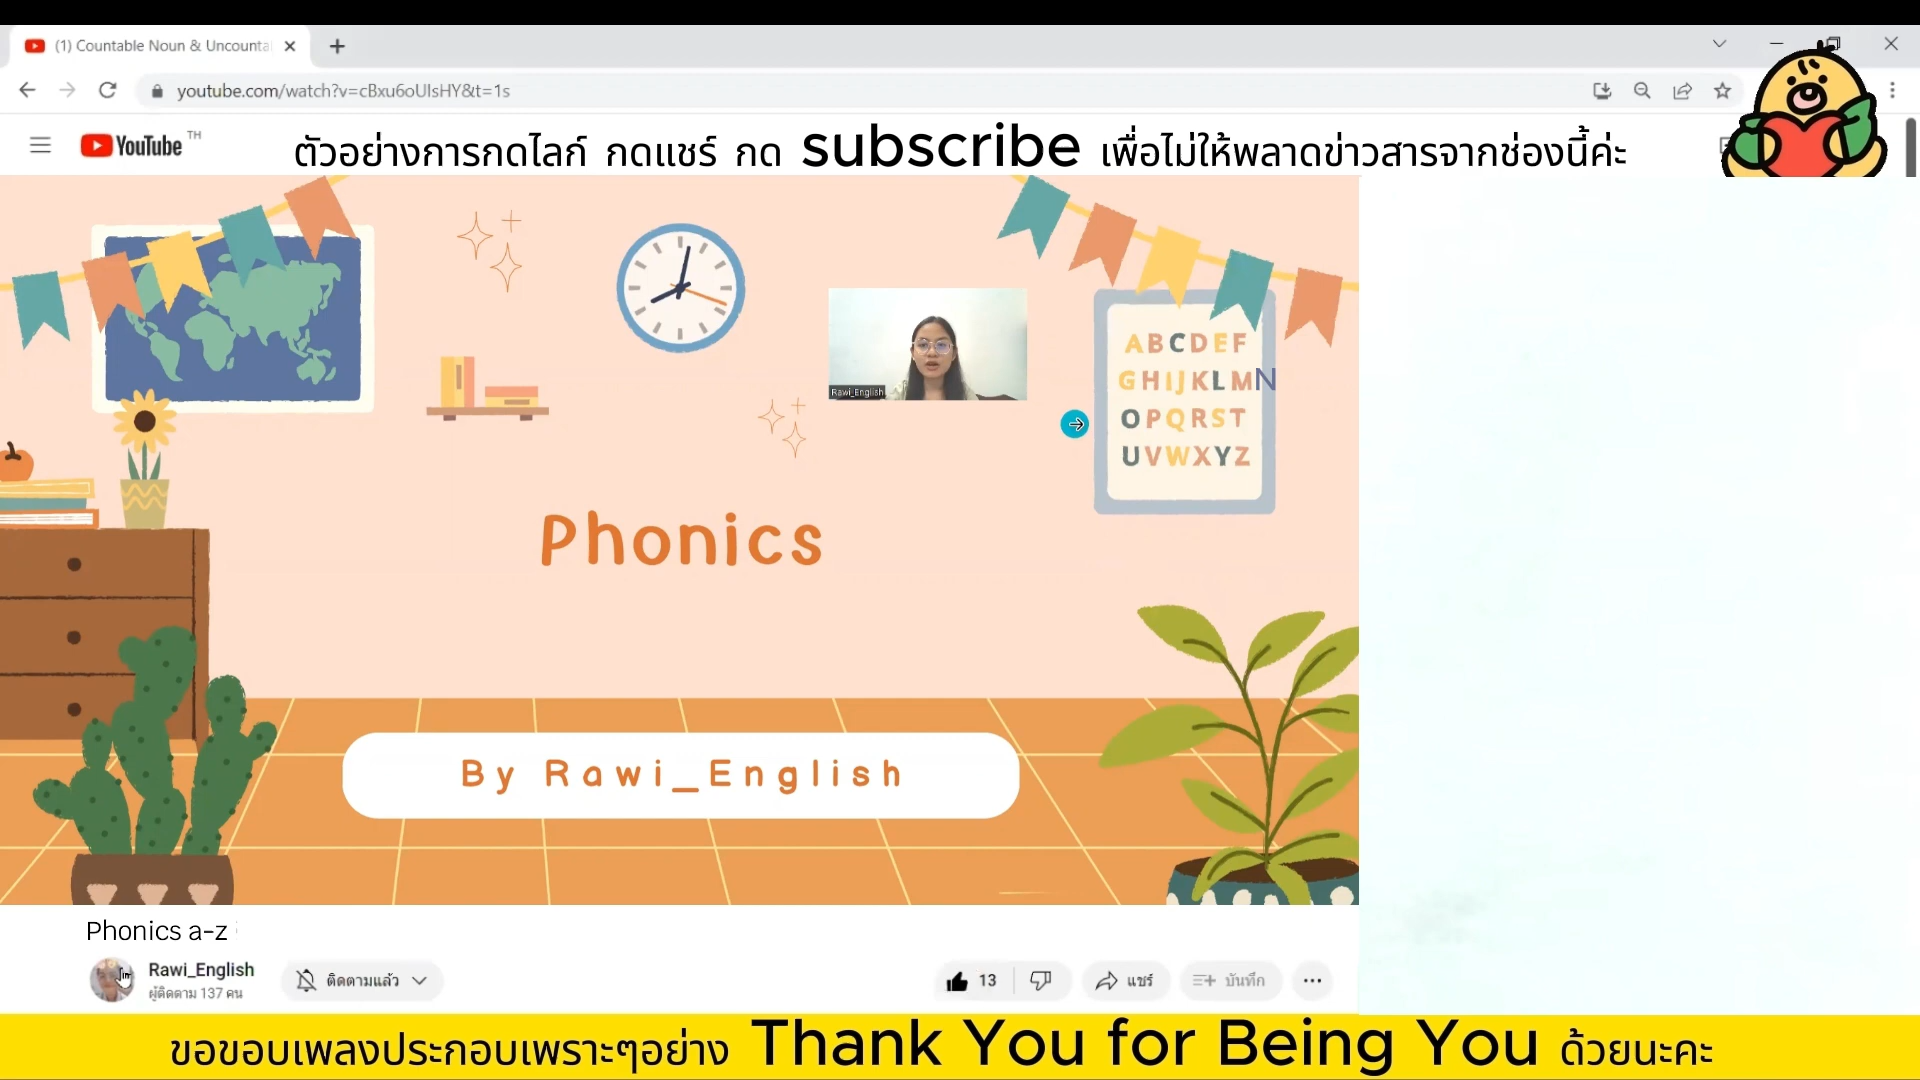 (1) Countable Noun & Uncounta
youtube.com/watch?v=cBxu6oUIsHY&t=1s
YouTube TH
ตัวอย่างการกดไลก์ กดแชร์ กด subscribe เพื่อไม่ให้พลาดข่าวสารจากช่องนี้ค่ะ
Rawi_English
ABCDEF
GHIJKLMN
OPQRST
UVWXYZ
Phonics
By Rawi_English
Phonics a-z
Rawi_English
ผู้ติดตาม 137 คน
ติดตามแล้ว
13
แชร์
บันทึก
ขอขอบเพลงประกอบเพราะๆอย่าง Thank You for Being You ด้วยนะคะ